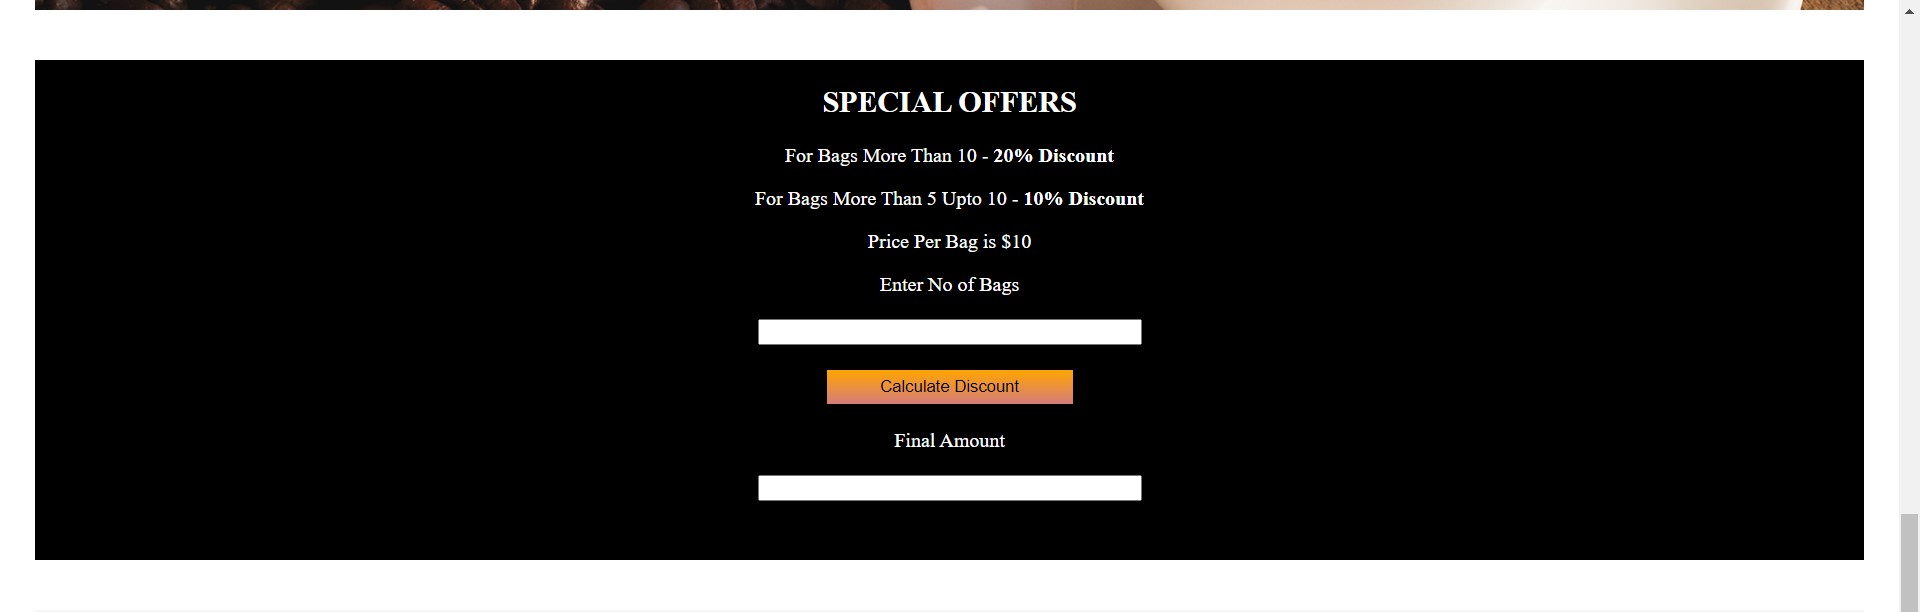 SPECIAL OFFERS
For Bags More Than 10 - 20% Discount
For Bags More Than 5 Upto 10 - 10% Discount
Price Per Bag is $10
Enter No of Bags
Calculate Discount
Final Amount